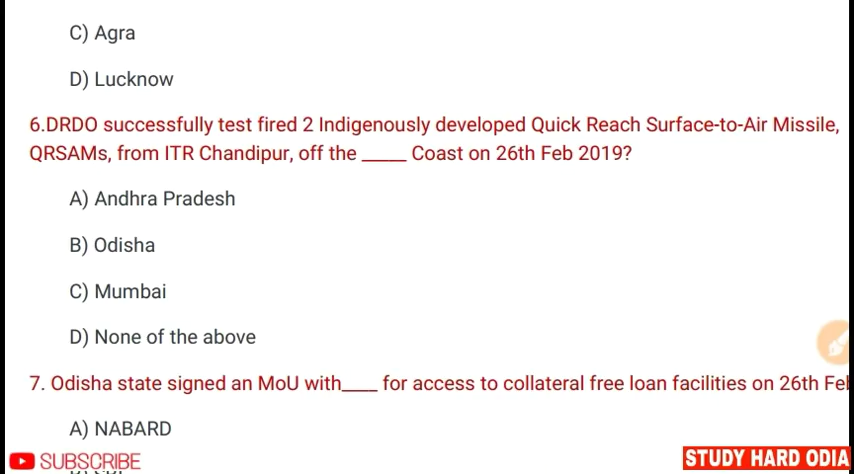 C) Agra
D) Lucknow
6.DRDO successfully test fired 2 Indigenously developed Quick Reach Surface-to-Air Missile,
QRSAMs, from ITR Chandipur, off the _____ Coast on 26th Feb 2019?
A) Andhra Pradesh
B) Odisha
C) Mumbai
D) None of the above
7. Odisha state signed an MoU with____ for access to collateral free loan facilities on 26th Feb
A) NABARD
SUBSCRIBE
STUDY HARD ODIA